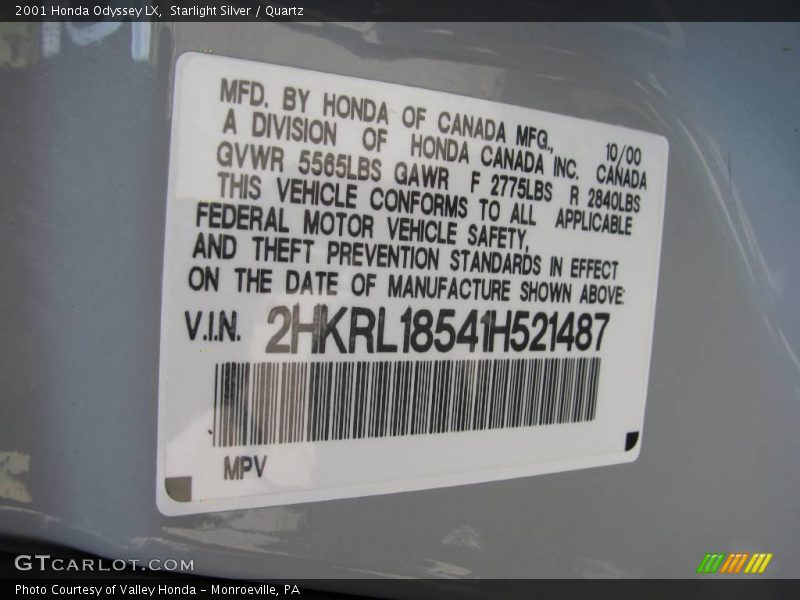 2001 Honda Odyssey LX, Starlight Silver / Quartz
MFD. BY HONDA OF CANADA MFG., 10/00
A DIVISION OF HONDA CANADA INC. CANADA
GVWR 5565LBS GAWR F 2775LBS R 2840LBS
THIS VEHICLE CONFORMS TO ALL APPLICABLE
FEDERAL MOTOR VEHICLE SAFETY,
AND THEFT PREVENTION STANDARDS IN EFFECT
ON THE DATE OF MANUFACTURE SHOWN ABOVE:
V.I.N. 2HKRL18541H521487
MPV
GTCARLOT.COM
Photo Courtesy of Valley Honda - Monroeville, PA